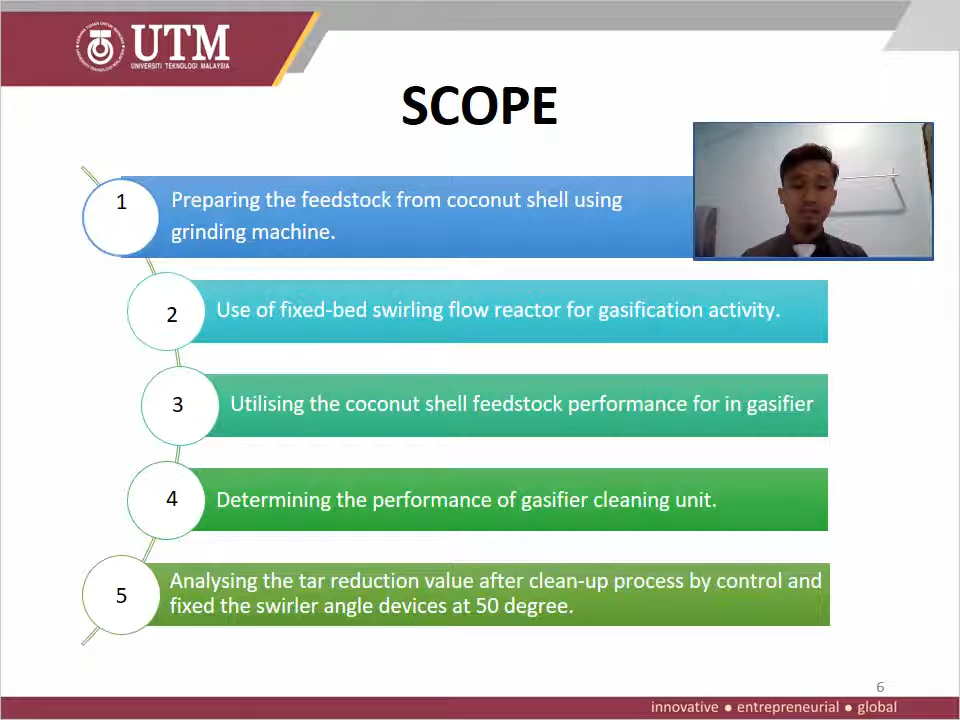 UTM
UNIVERSITI TEKNOLOGI MALAYSIA
SCOPE
1
Preparing the feedstock from coconut shell using
grinding machine.
2
Use of fixed-bed swirling flow reactor for gasification activity.
3
Utilising the coconut shell feedstock performance for in gasifier
4
Determining the performance of gasifier cleaning unit.
5
Analysing the tar reduction value after clean-up process by control and
fixed the swirler angle devices at 50 degree.
6
innovative ● entrepreneurial ● global